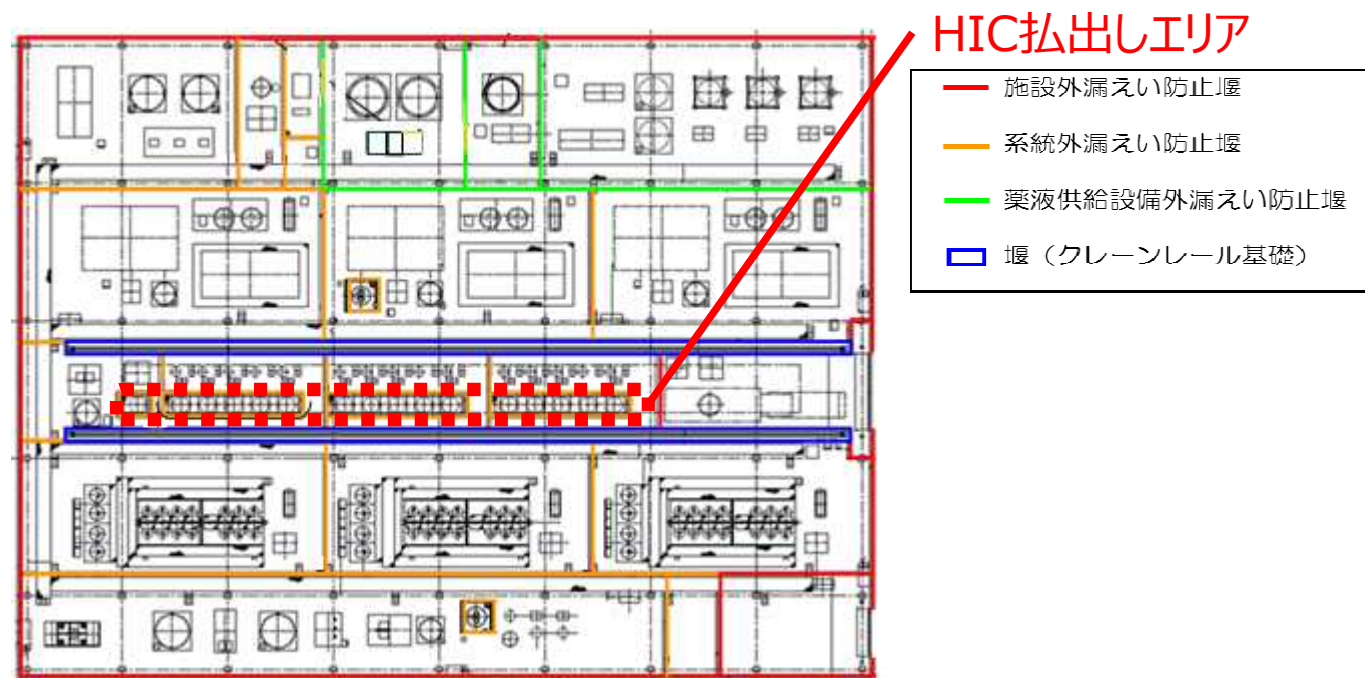 HIC払出しエリア
施設外漏えい防止堰
系統外漏えい防止堰
薬液供給設備外漏えい防止堰
堰（クレーンレール基礎）